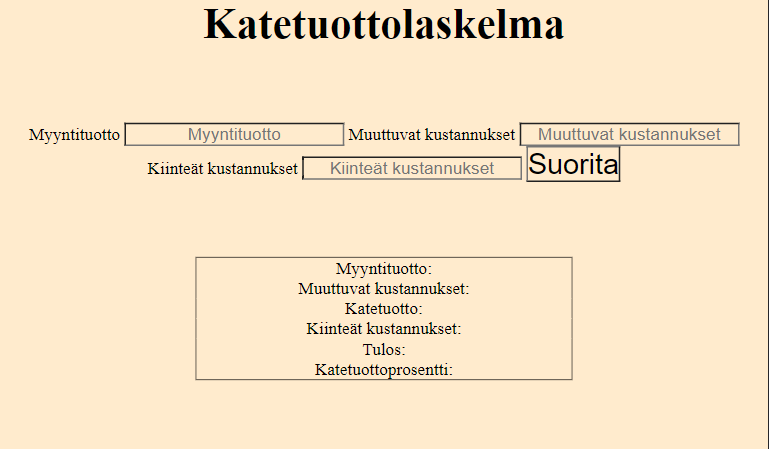 Katetuottolaskelma
Myyntituotto Myyntituotto Muuttuvat kustannukset Muuttuvat kustannukset
Kiinteät kustannukset Kiinteät kustannukset Suorita
Myyntituotto:
Muuttuvat kustannukset:
Katetuotto:
Kiinteät kustannukset:
Tulos:
Katetuottoprosentti: